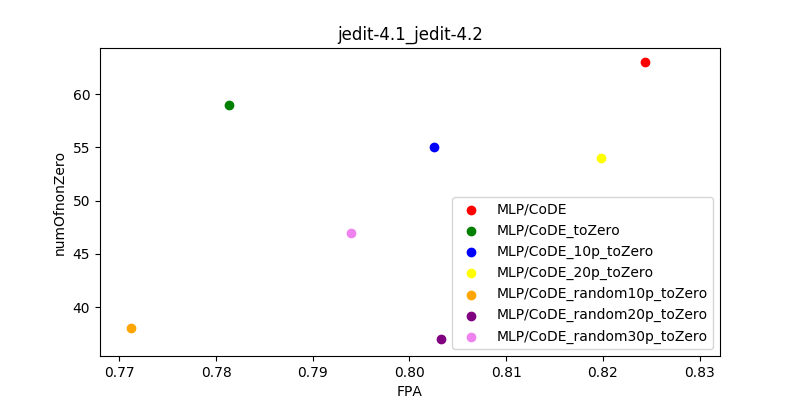 jedit-4.1_jedit-4.2
numOfnonZero
60
55
50
45
40
MLP/CoDE
MLP/CoDE_toZero
MLP/CoDE_10p_toZero
MLP/CoDE_20p_toZero
MLP/CoDE_random10p_toZero
MLP/CoDE_random20p_toZero
MLP/CoDE_random30p_toZero
0.77 0.78 0.79 0.80 0.81 0.82 0.83
FPA